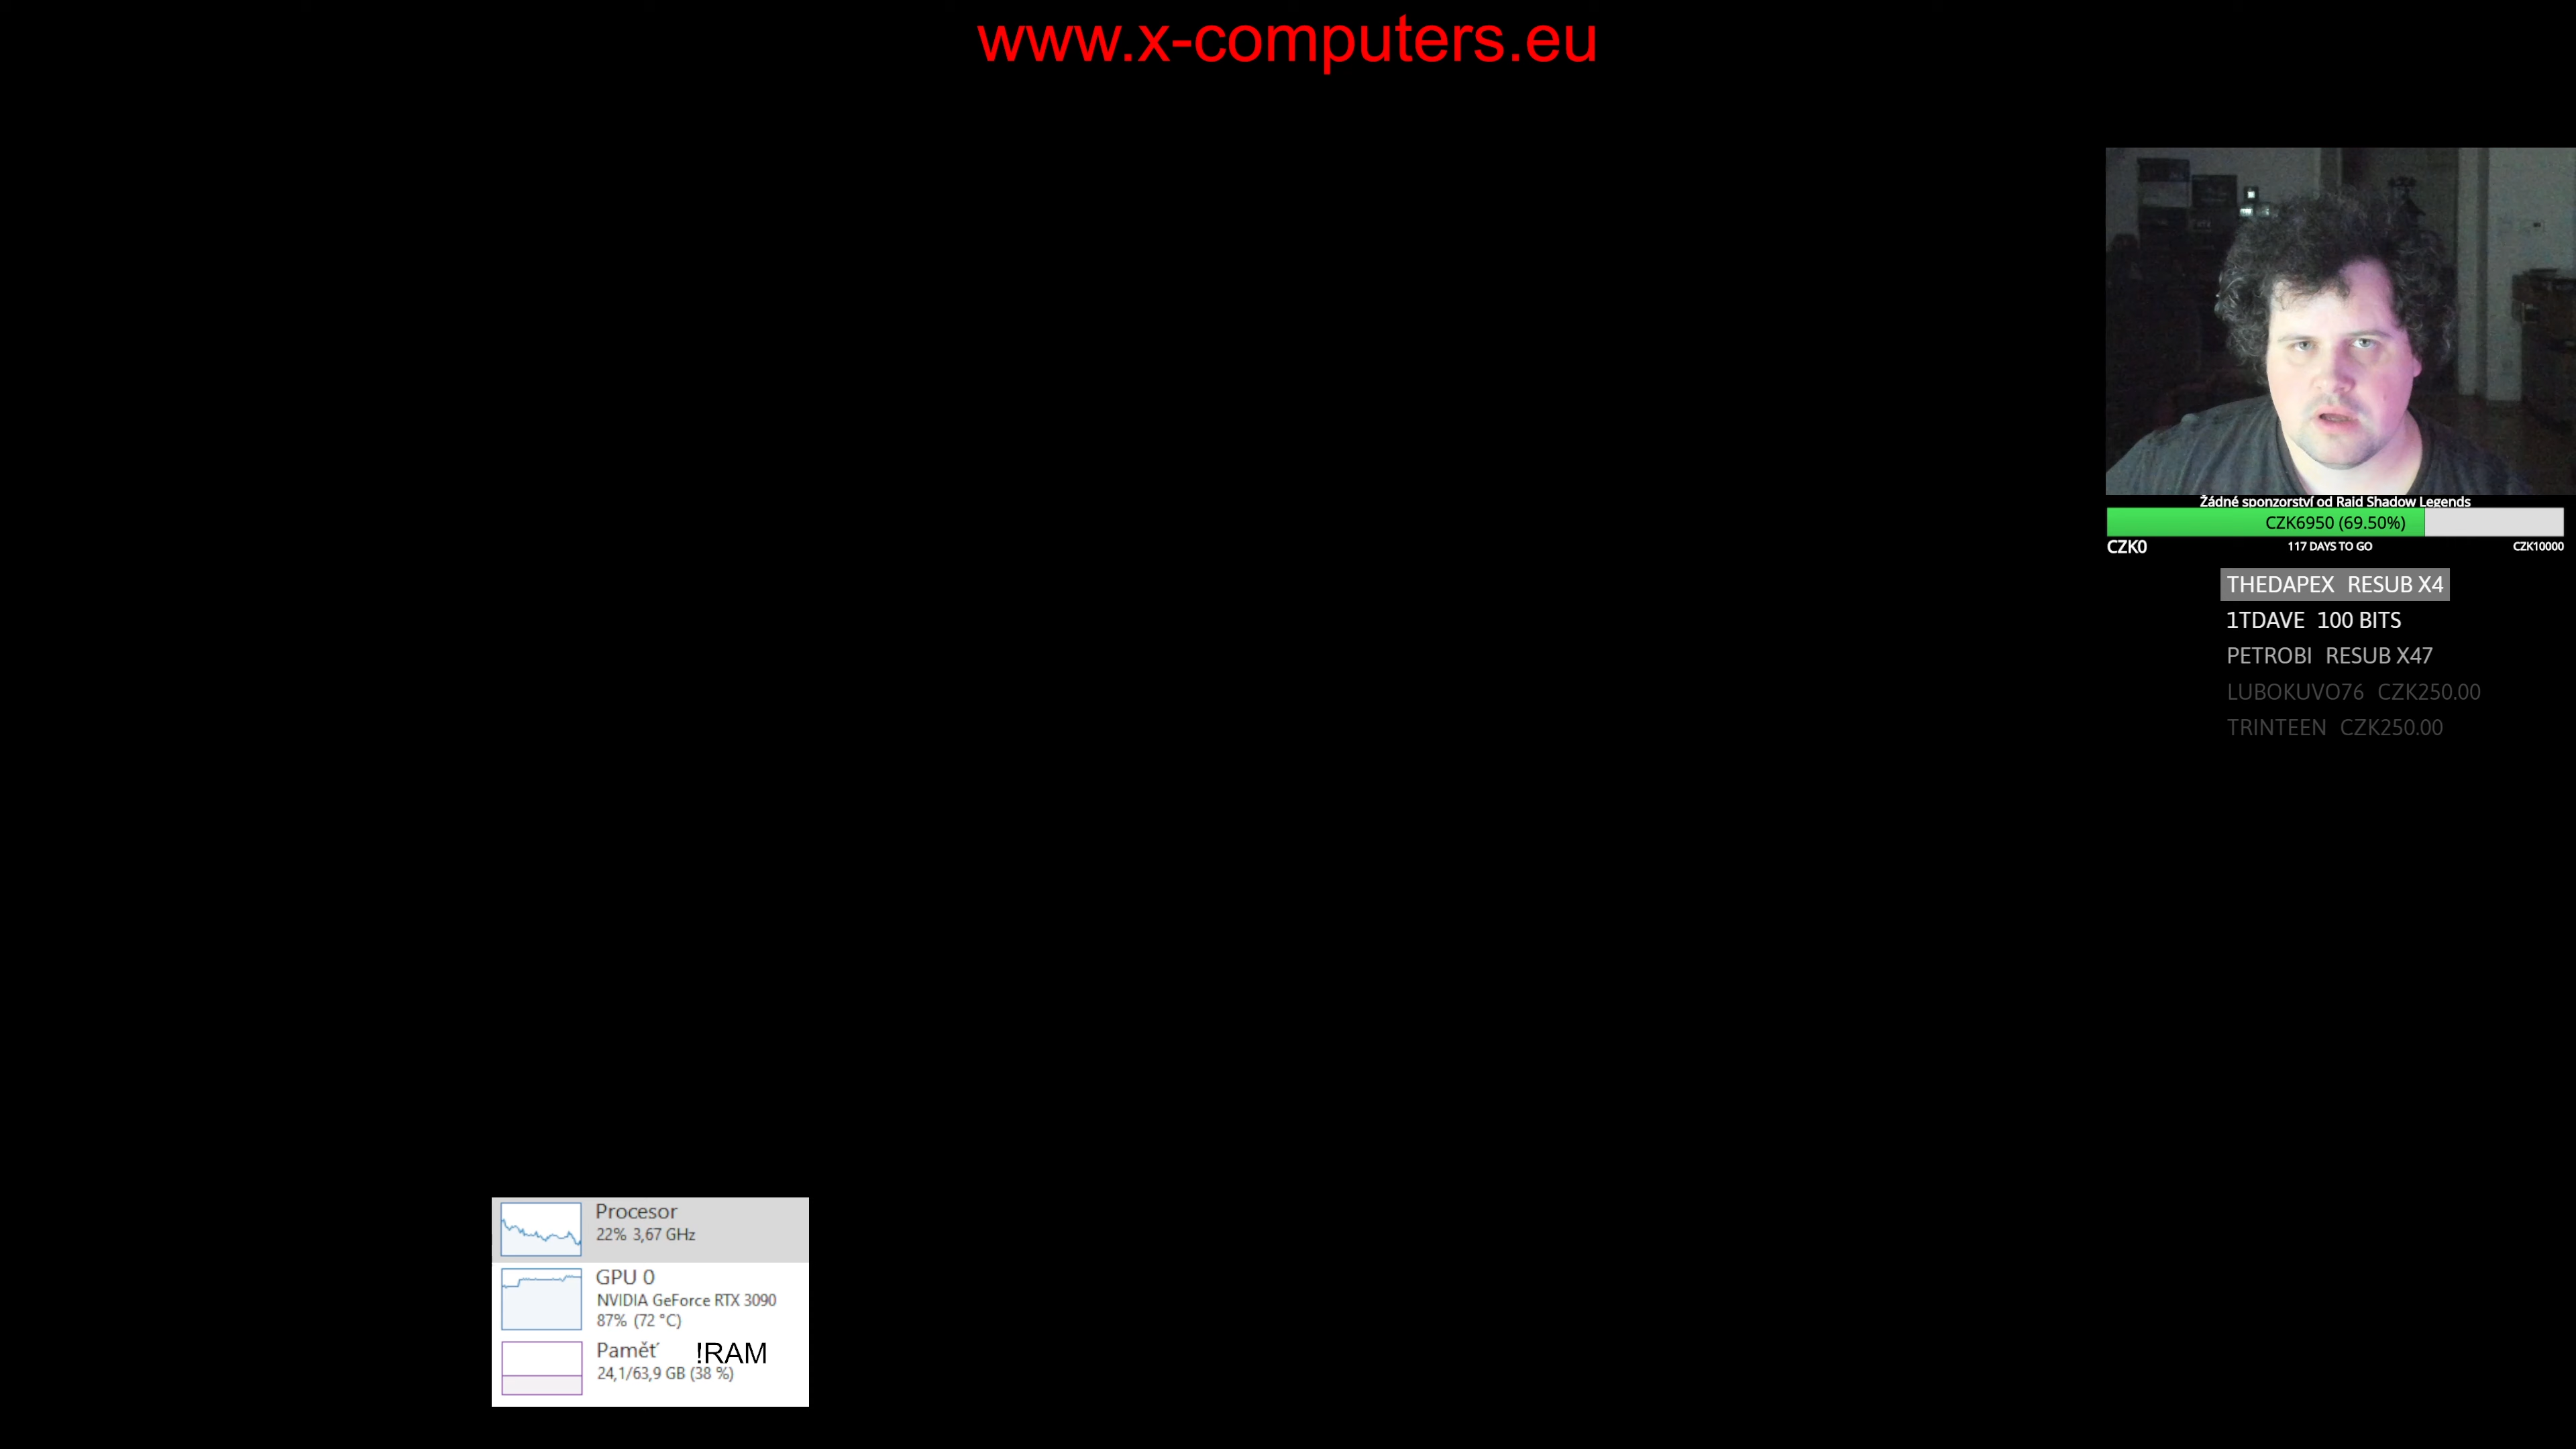 www.x-computers.eu
Žádné sponzorství od Raid Shadow Legends
CZK6950 (69.50%)
CZK0 117 DAYS TO GO CZK10000
THEDAPEX RESUB X4
1TDAVE 100 BITS
PETROBI RESUB X47
LUBOKUVO76 CZK250.00
TRINTEEN CZK250.00
Procesor
22% 3,67 GHz
GPU 0
NVIDIA GeForce RTX 3090
87% (72 °C)
Paměť !RAM
24,1/63,9 GB (38 %)